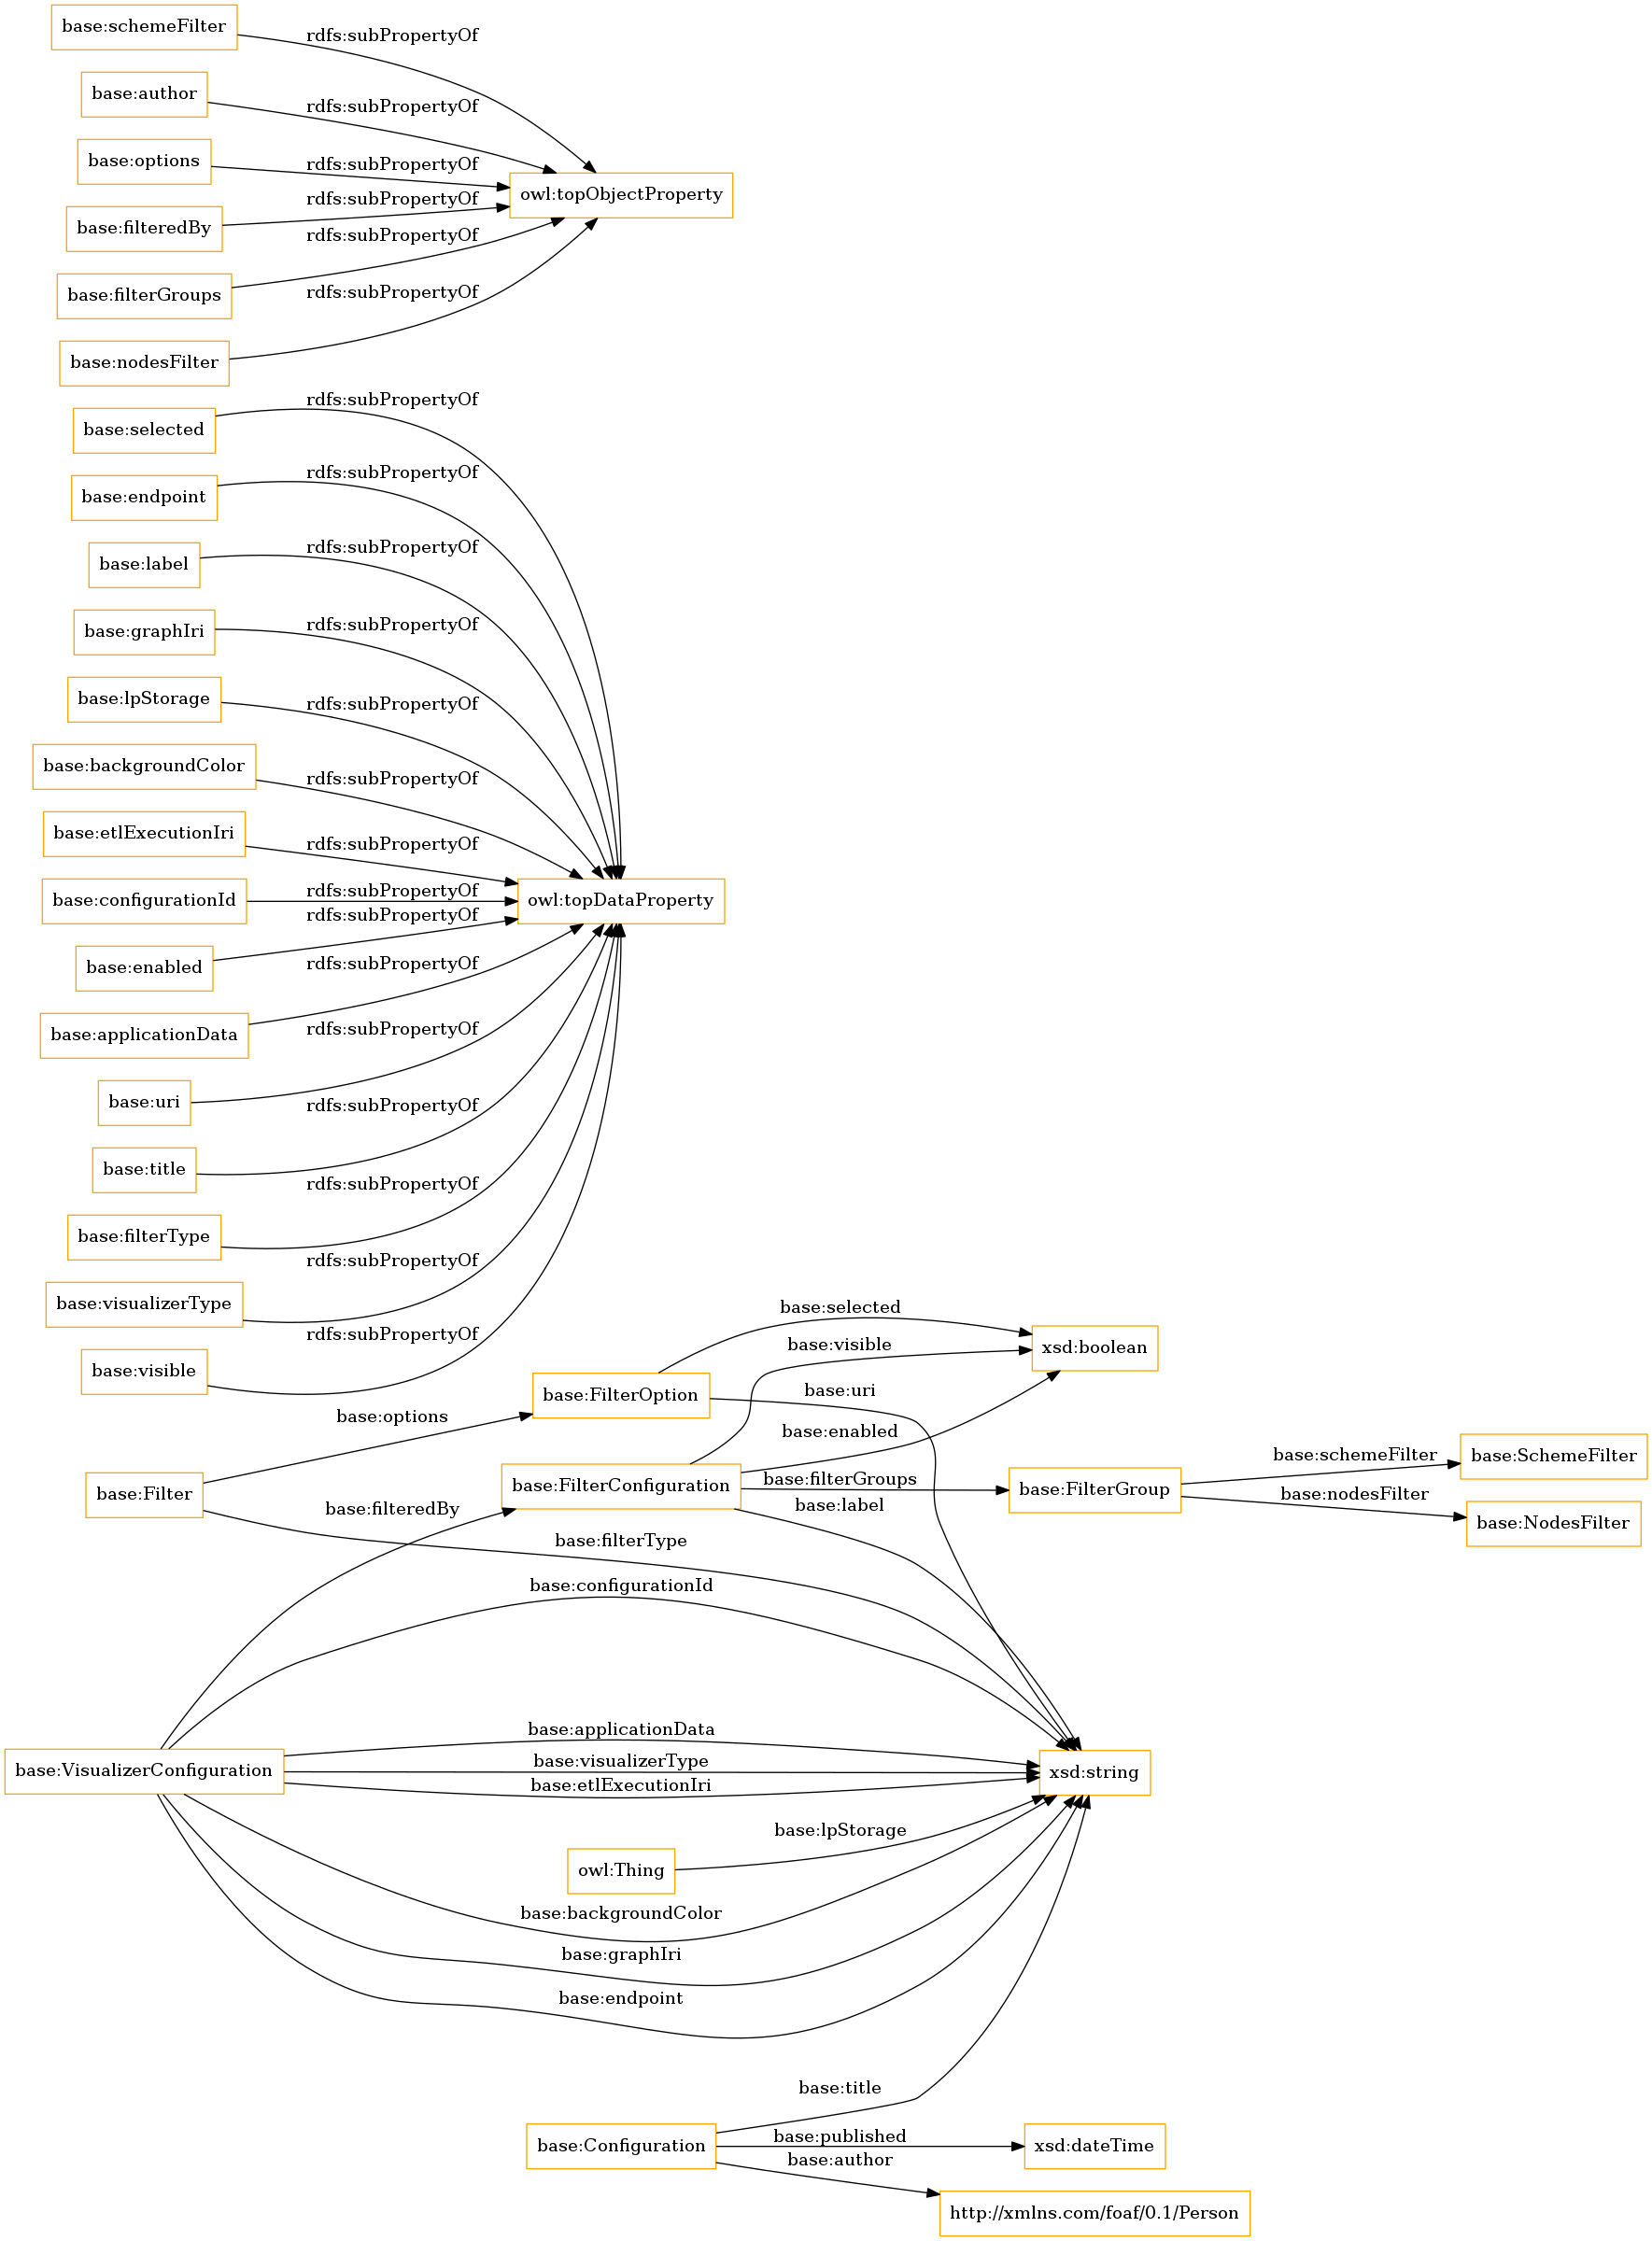 base:schemeFilter
rdfs:subPropertyOf
base:author
rdfs:subPropertyOf
base:options
rdfs:subPropertyOf
owl:topObjectProperty
base:filteredBy
rdfs:subPropertyOf
base:filterGroups
rdfs:subPropertyOf
base:nodesFilter
rdfs:subPropertyOf
base:selected
rdfs:subPropertyOf
base:endpoint
rdfs:subPropertyOf
base:label
rdfs:subPropertyOf
base:graphIri
rdfs:subPropertyOf
base:lpStorage
rdfs:subPropertyOf
base:backgroundColor
rdfs:subPropertyOf
base:etlExecutionIri
rdfs:subPropertyOf
base:configurationId
rdfs:subPropertyOf
owl:topDataProperty
base:enabled
rdfs:subPropertyOf
base:applicationData
rdfs:subPropertyOf
base:uri
rdfs:subPropertyOf
base:title
rdfs:subPropertyOf
base:filterType
rdfs:subPropertyOf
base:visualizerType
rdfs:subPropertyOf
base:visible
rdfs:subPropertyOf
base:selected
base:visible
xsd:boolean
base:FilterOption
base:uri
base:options
base:enabled
base:Filter
base:FilterConfiguration
base:filterGroups
base:FilterGroup
base:schemeFilter
base:SchemeFilter
base:nodesFilter
base:NodesFilter
base:filteredBy
base:label
base:filterType
base:configurationId
base:applicationData
base:VisualizerConfiguration
base:visualizerType
xsd:string
base:etlExecutionIri
base:lpStorage
owl:Thing
base:backgroundColor
base:graphIri
base:endpoint
base:title
base:Configuration
base:published
xsd:dateTime
base:author
http://xmlns.com/foaf/0.1/Person